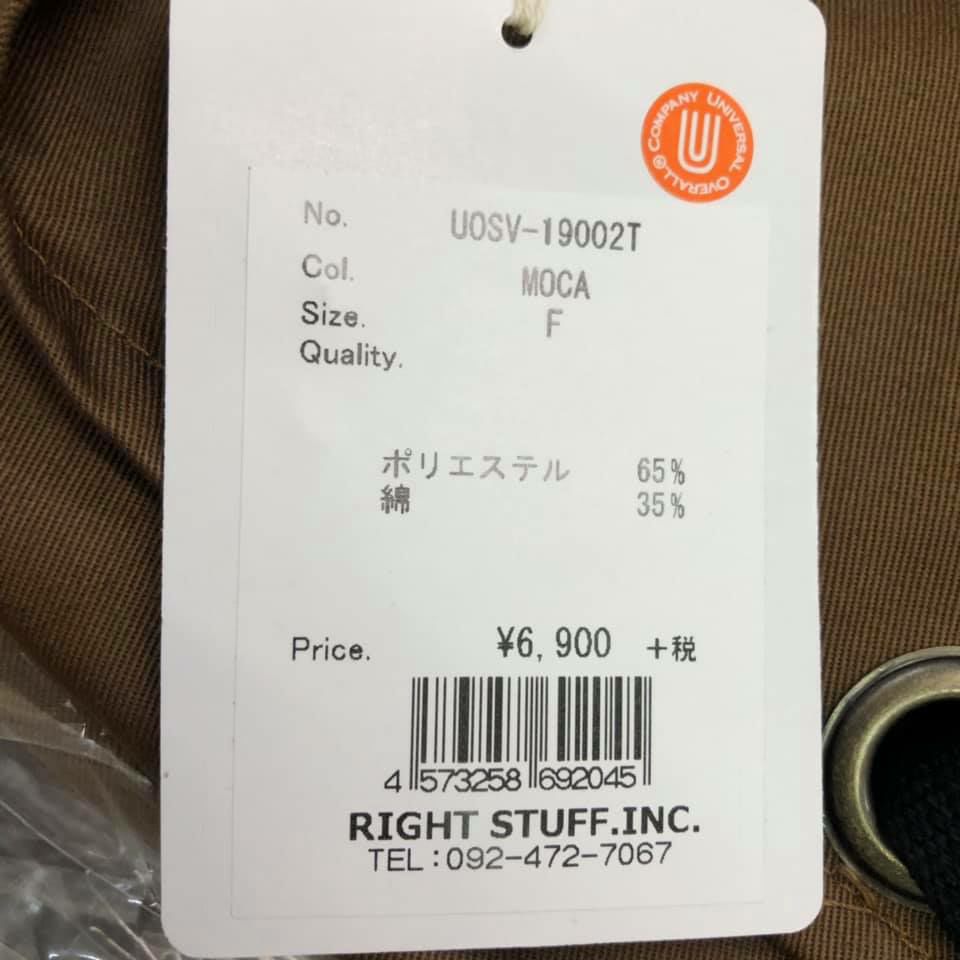 COMPANY UNIVERSAL OVERALL®
U
No. UOSV-19002T
Col. MOCA
Size. F
Quality.
ポリエステル 65%
綿 35%
Price. ¥6,900 +税
4 573258 692045
RIGHT STUFF.INC.
TEL:092-472-7067